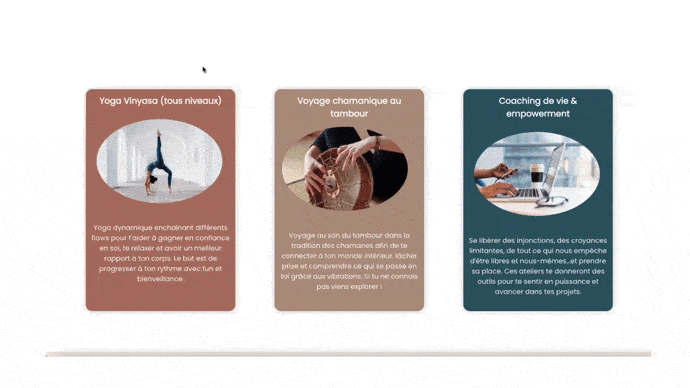 Yoga Vinyasa (tous niveaux)
Yoga dynamique enchaînant différents
flows pour t'aider à gagner en confiance
en soi, te relaxer et avoir un meilleur
rapport à ton corps. Le but est de
progresser à ton rythme avec fun et
bienveillance.
Voyage chamanique au
tambour
Voyage au son du tambour dans la
tradition des chamanes afin de te
connecter à ton monde intérieur, lâcher
prise et comprendre ce qui se passe en
toi grâce aux vibrations. Si tu ne connais
pas viens explorer !
Coaching de vie &
empowerment
Se libérer des injonctions, des croyances
limitantes, de tout ce qui nous empêche
d'être libres et nous-mêmes...et prendre
sa place. Ces ateliers te donneront des
outils pour te sentir en puissance et
avancer dans tes projets.